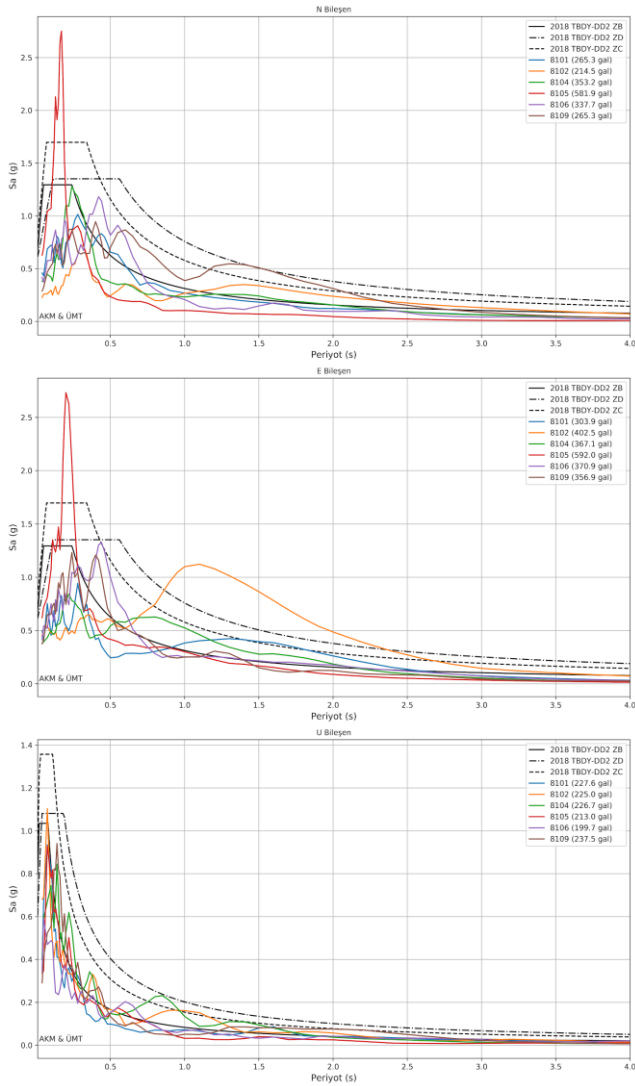 N Bileşen
2018 TBDY-DD2 ZB
2018 TBDY-DD2 ZD
2018 TBDY-DD2 ZC
8101 (265.3 gal)
8102 (214.5 gal)
8104 (353.2 gal)
8105 (581.9 gal)
8106 (337.7 gal)
8109 (265.3 gal)
2.5
2.0
1.5
1.0
0.5
0.0
Sa (g)
AKM & ÜMT
0.5 1.0 1.5 2.0 2.5 3.0 3.5 4.0
Periyot (s)
E Bileşen
2018 TBDY-DD2 ZB
2018 TBDY-DD2 ZD
2018 TBDY-DD2 ZC
8101 (303.9 gal)
8102 (402.5 gal)
8104 (367.1 gal)
8105 (592.0 gal)
8106 (370.9 gal)
8109 (356.9 gal)
2.5
2.0
1.5
1.0
0.5
0.0
Sa (g)
AKM & ÜMT
0.5 1.0 1.5 2.0 2.5 3.0 3.5 4.0
Periyot (s)
U Bileşen
2018 TBDY-DD2 ZB
2018 TBDY-DD2 ZD
2018 TBDY-DD2 ZC
8101 (227.6 gal)
8102 (225.0 gal)
8104 (226.7 gal)
8105 (213.0 gal)
8106 (199.7 gal)
8109 (237.5 gal)
1.4
1.2
1.0
0.8
0.6
0.4
0.2
0.0
Sa (g)
AKM & ÜMT
0.5 1.0 1.5 2.0 2.5 3.0 3.5 4.0
Periyot (s)